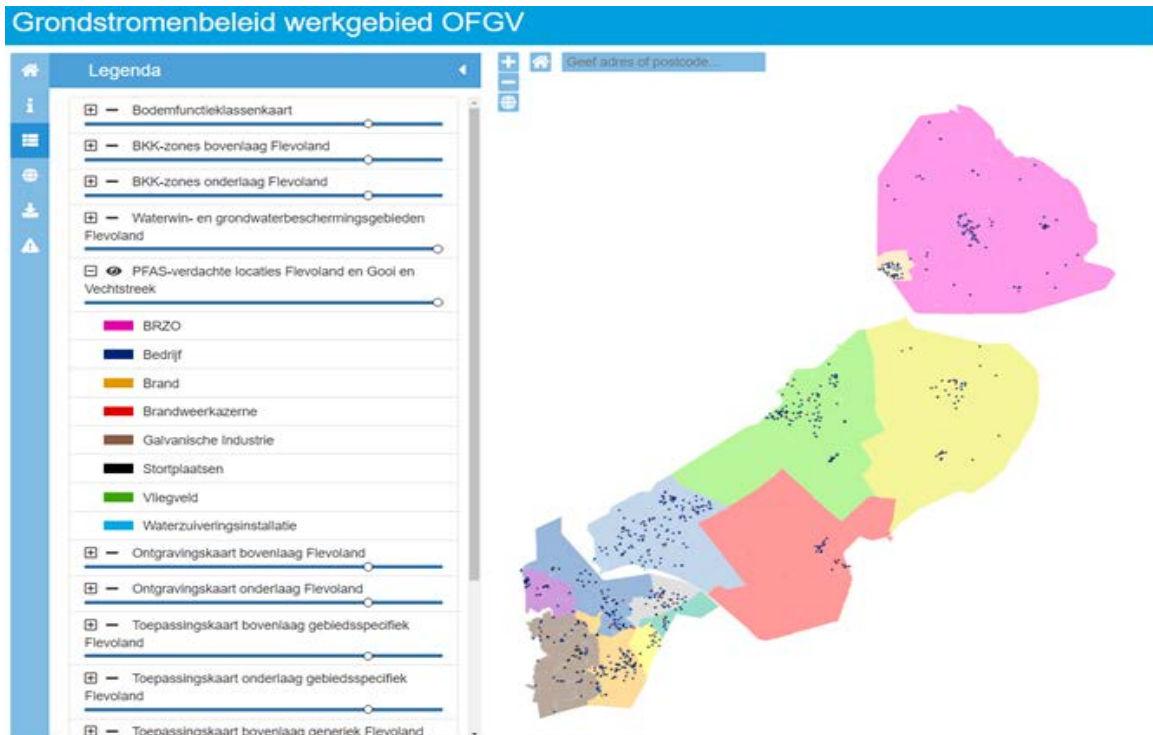 Grondstromenbeleid werkgebied OFGV
Legenda
Geef adres of postcode...
Bodemfunctieklassenkaart
BKK-zones bovenlaag Flevoland
BKK-zones onderlaag Flevoland
Waterwin- en grondwaterbeschermingsgebieden
Flevoland
PFAS-verdachte locaties Flevoland en Gooi en
Vechtstreek
BRZO
Bedrijf
Brand
Brandweerkazerne
Galvanische Industrie
Stortplaatsen
Vliegveld
Waterzuiveringsinstallatie
Ontgravingskaart bovenlaag Flevoland
Ontgravingskaart onderlaag Flevoland
Toepassingskaart bovenlaag gebiedsspecifiek
Flevoland
Toepassingskaart onderlaag gebiedsspecifiek
Flevoland
Toepassingskaart bovenlaag generiek Flevoland